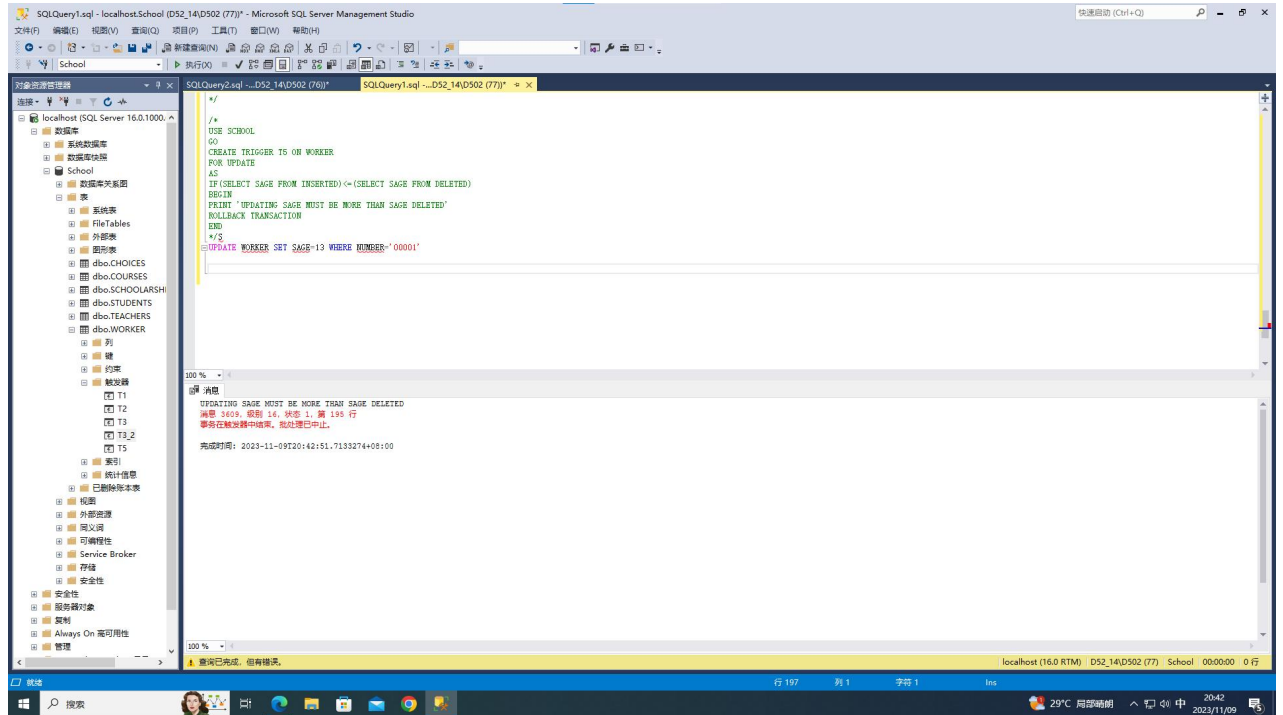 SQLQuery1.sql - localhost.School (D52_14\D502 (77))* - Microsoft SQL Server Management Studio
快速启动 (Ctrl+Q)
文件(F) 编辑(E) 视图(V) 查询(Q) 项目(P) 工具(T) 窗口(W) 帮助(H)
新建查询(N)
School
执行(X)
对象资源管理器
SQLQuery2.sql -...D52_14\D502 (76))*
SQLQuery1.sql -...D52_14\D502 (77))*
连接
localhost (SQL Server 16.0.1000.
数据库
系统数据库
数据库快照
School
数据库关系图
表
系统表
FileTables
外部表
图形表
dbo.CHOICES
dbo.COURSES
dbo.SCHOOLARSHI
dbo.STUDENTS
dbo.TEACHERS
dbo.WORKER
列
键
约束
触发器
T1
T2
T3
T3_2
T5
索引
统计信息
已删除账本表
视图
外部资源
同义词
可编程性
Service Broker
存储
安全性
安全性
服务器对象
复制
Always On 高可用性
管理
*/
/*
USE SCHOOL
GO
CREATE TRIGGER T5 ON WORKER
FOR UPDATE
AS
IF(SELECT SAGE FROM INSERTED)<=(SELECT SAGE FROM DELETED)
BEGIN
PRINT 'UPDATING SAGE MUST BE MORE THAN SAGE DELETED'
ROLLBACK TRANSACTION
END
*/S
UPDATE WORKER SET SAGE=13 WHERE NUMBER='00001'
100 %
消息
UPDATING SAGE MUST BE MORE THAN SAGE DELETED
消息 3609，级别 16，状态 1，第 195 行
事务在触发器中结束。批处理已中止。
完成时间: 2023-11-09T20:42:51.7133274+08:00
100 %
查询已完成，但有错误。
localhost (16.0 RTM) D52_14\D502 (77) School 00:00:00 0 行
就绪
行 197 列 1 字符 1 Ins
搜索
29°C 局部晴朗
中
20:42
2023/11/09